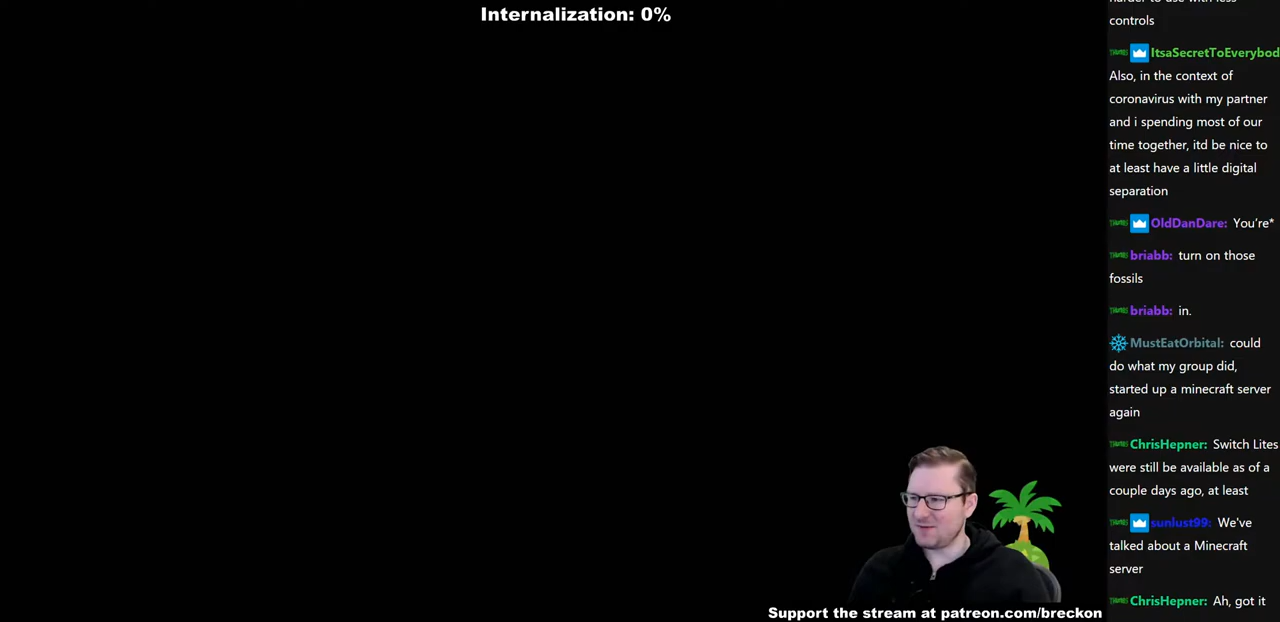 Internalization: 0%
harder to use with less
controls
ItsaSecretToEverybod
Also, in the context of
coronavirus with my partner
and i spending most of our
time together, itd be nice to
at least have a little digital
separation
OldDanDare: You're*
briabb: turn on those
fossils
briabb: in.
MustEatOrbital: could
do what my group did,
started up a minecraft server
again
ChrisHepner: Switch Lites
were still be available as of a
couple days ago, at least
sunlust99: We've
talked about a Minecraft
server
ChrisHepner: Ah, got it
Support the stream at patreon.com/breckon